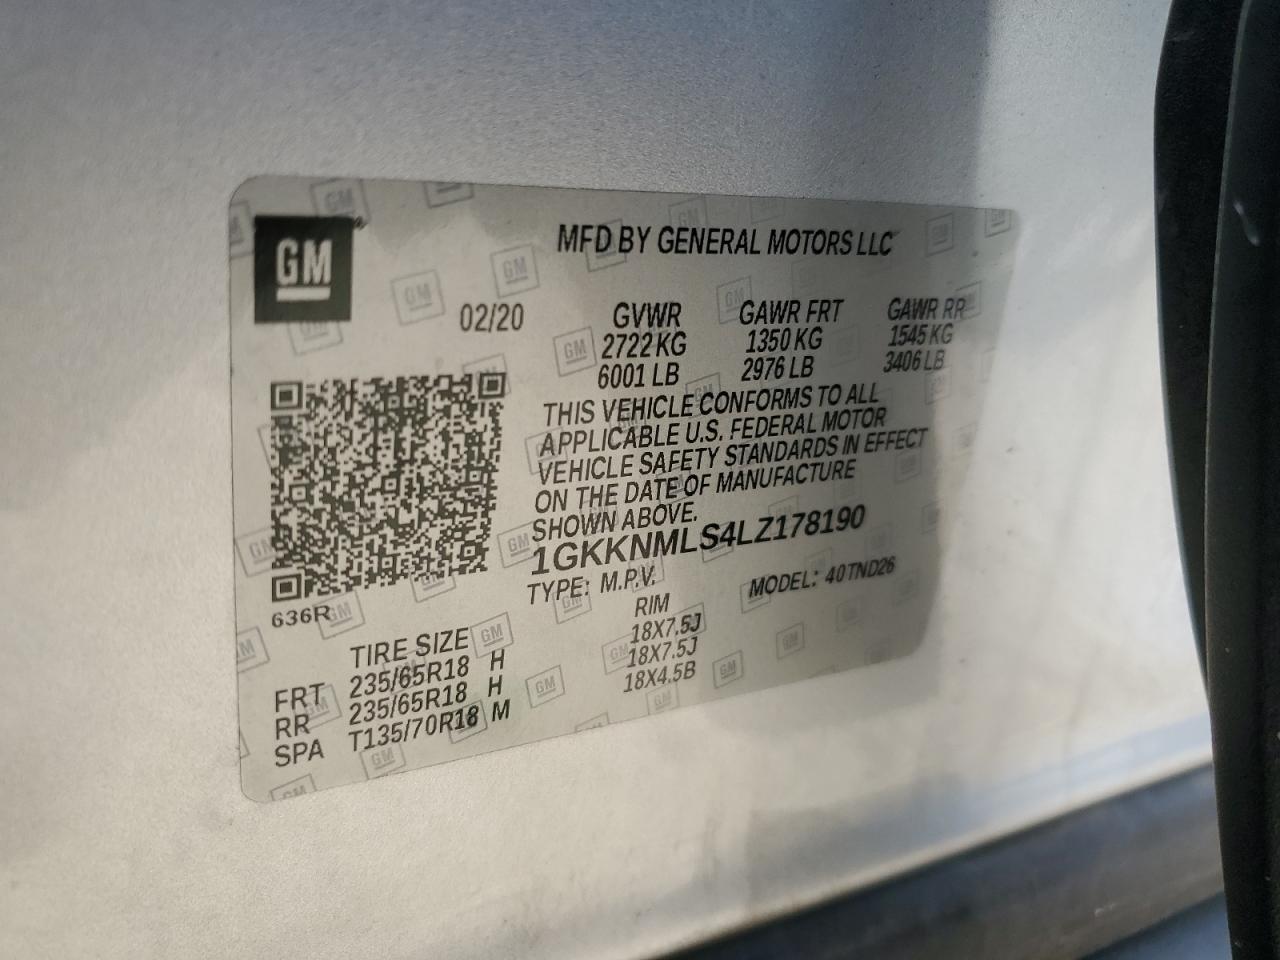 GM
MFD BY GENERAL MOTORS LLC
02/20 GVWR GAWR FRT GAWR RR
2722 KG 1350 KG 1545 KG
6001 LB 2976 LB 3406 LB
THIS VEHICLE CONFORMS TO ALL
APPLICABLE U.S. FEDERAL MOTOR
VEHICLE SAFETY STANDARDS IN EFFECT
ON THE DATE OF MANUFACTURE
SHOWN ABOVE.
1GKKNMLS4LZ178190
TYPE: M.P.V. MODEL: 40TND26
636R
TIRE SIZE RIM
FRT 235/65R18 H 18X7.5J
RR 235/65R18 H 18X7.5J
SPA T135/70R18 M 18X4.5B